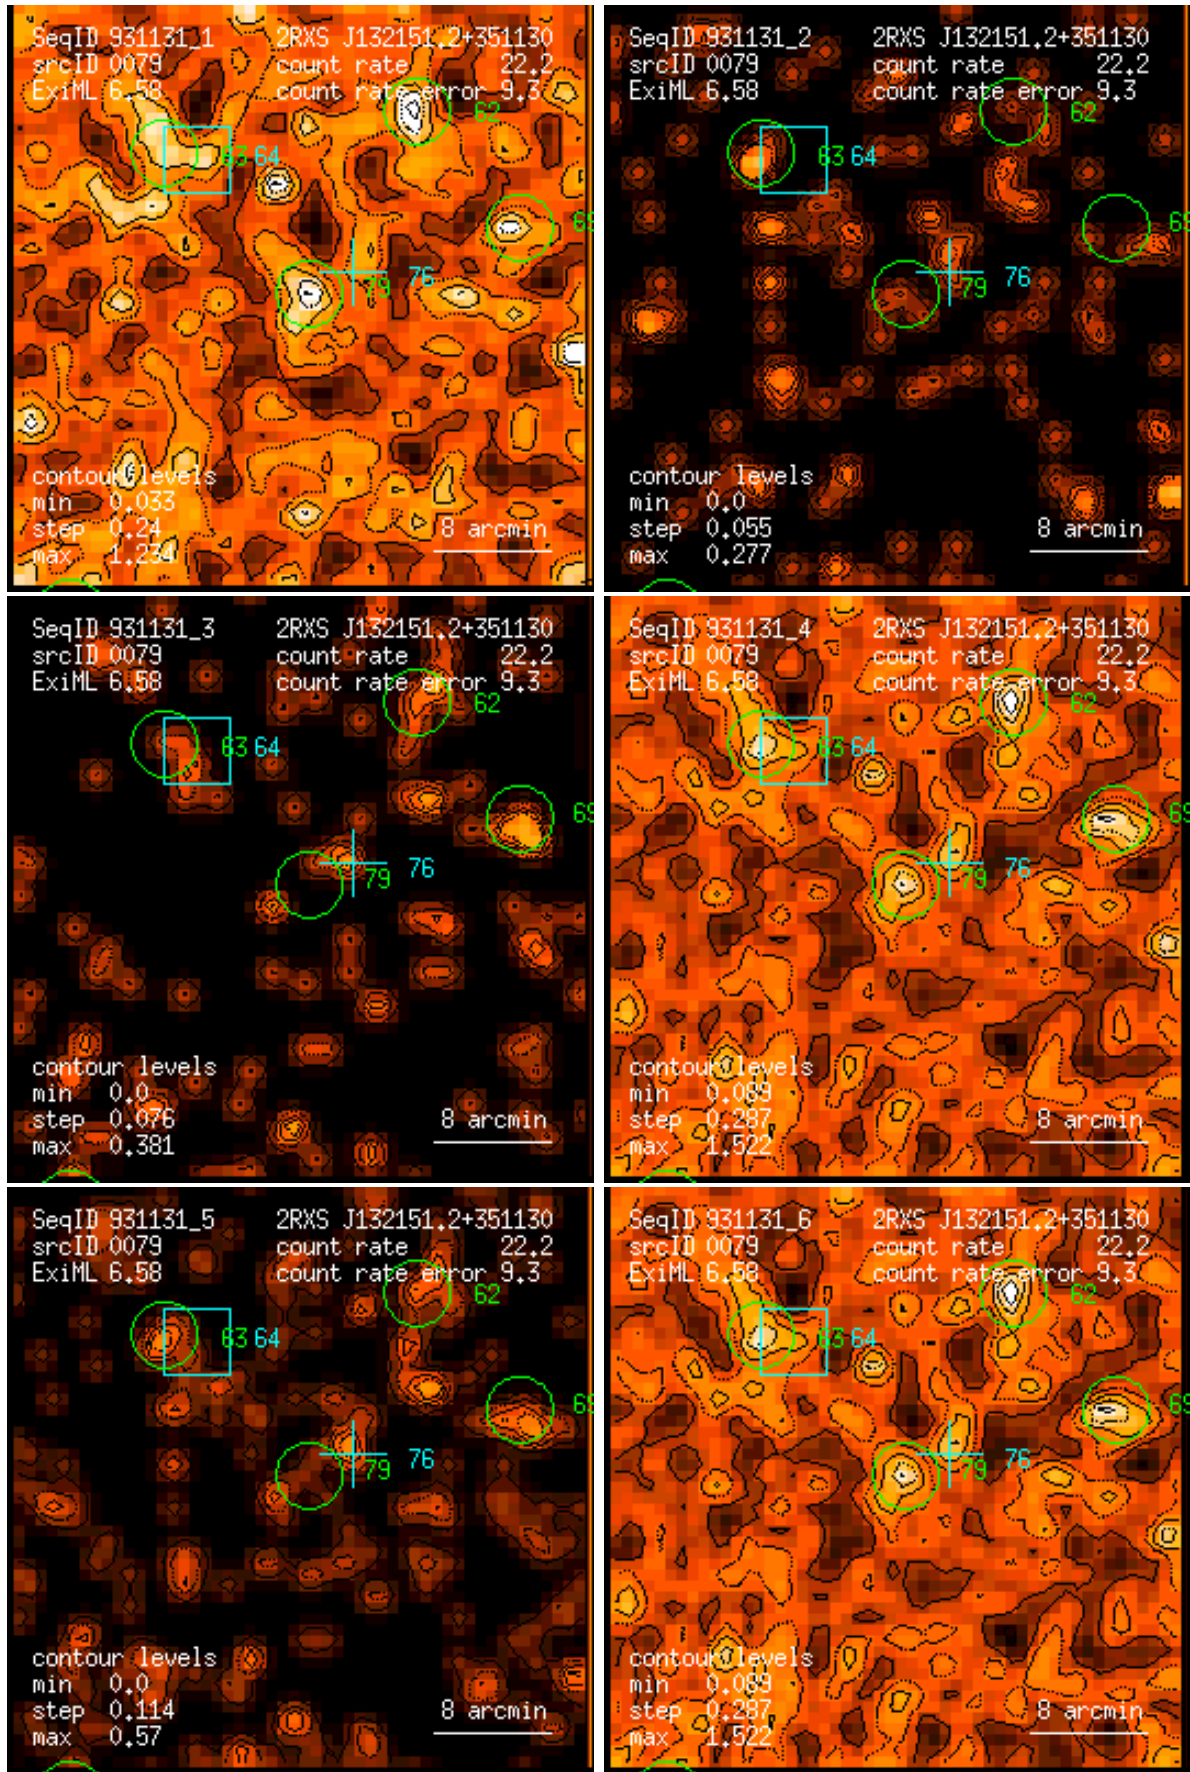 SeqID 931131_1 2RXS J132151.2+351130
srcID 0079 count rate 22.2
ExiML 6.58 count rate error 9.3
62
63 64
69
76
79
contour levels
min 0.033
step 0.24
max 1.234
8 arcmin
SeqID 931131_2 2RXS J132151.2+351130
srcID 0079 count rate 22.2
ExiML 6.58 count rate error 9.3
62
63 64
69
76
79
contour levels
min 0.0
step 0.055
max 0.277
8 arcmin
SeqID 931131_3 2RXS J132151.2+351130
srcID 0079 count rate 22.2
ExiML 6.58 count rate error 9.3
62
63 64
69
76
79
contour levels
min 0.0
step 0.076
max 0.381
8 arcmin
SeqID 931131_4 2RXS J132151.2+351130
srcID 0079 count rate 22.2
ExiML 6.58 count rate error 9.3
62
63 64
69
76
79
contour levels
min 0.089
step 0.287
max 1.522
8 arcmin
SeqID 931131_5 2RXS J132151.2+351130
srcID 0079 count rate 22.2
ExiML 6.58 count rate error 9.3
62
63 64
69
76
79
contour levels
min 0.0
step 0.114
max 0.57
8 arcmin
SeqID 931131_6 2RXS J132151.2+351130
srcID 0079 count rate 22.2
ExiML 6.58 count rate error 9.3
62
63 64
69
76
79
contour levels
min 0.089
step 0.287
max 1.522
8 arcmin